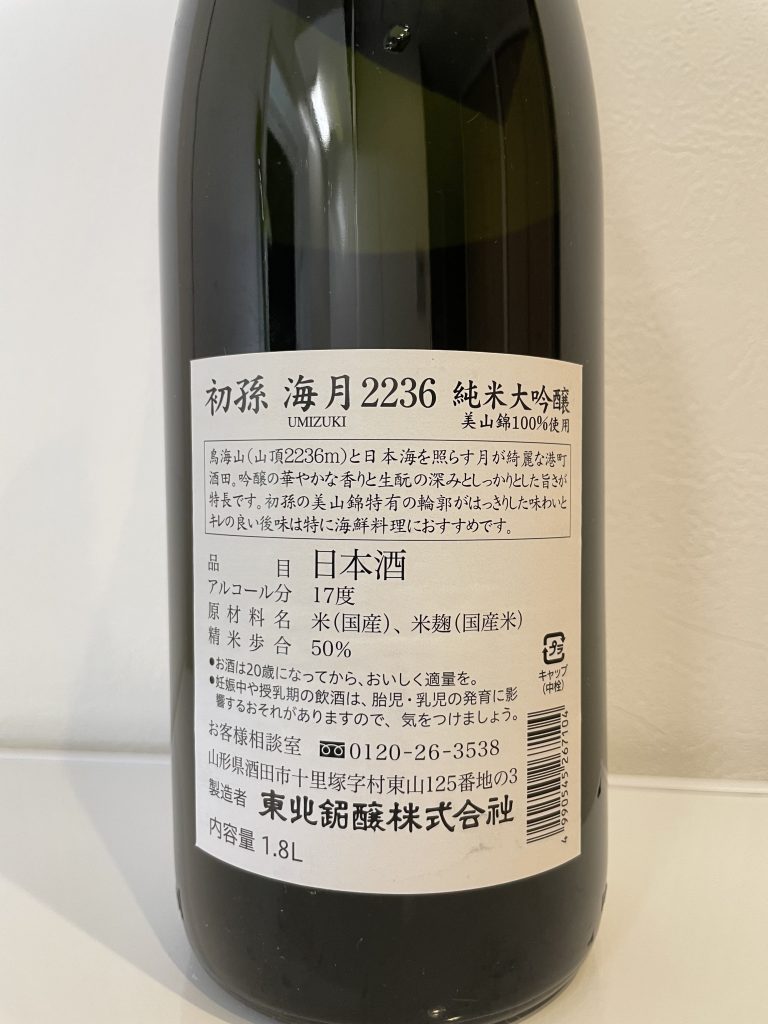 初孫 海月2236 純米大吟醸
UMIZUKI 美山錦100%使用
鳥海山(山頂2236m)と日本海を照らす月が綺麗な港町
酒田。吟醸の華やかな香りと生酛の深みとしっかりとした旨さが
特長です。初孫の美山錦特有の輪郭がはっきりした味わいと
キレの良い後味は特に海鮮料理におすすめです。
品目 日本酒
アルコール分 17度
原材料名 米(国産)、米麹(国産米)
精米歩合 50%
●お酒は20歳になってから、おいしく適量を。
●妊娠中や授乳期の飲酒は、胎児・乳児の発育に影
響するおそれがありますので、気をつけましょう。
プラ
キャップ
(中栓)
お客様相談室 0120-26-3538
山形県酒田市十里塚字村東山125番地の3
製造者 東北銘醸株式会社
内容量 1.8L
4 990545 267104